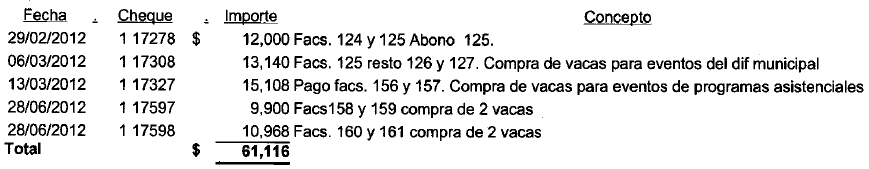 Fecha . Cheque . Importe Concepto
29/02/2012 1 17278 $ 12,000 Facs. 124 y 125 Abono 125.
06/03/2012 1 17308 13,140 Facs. 125 resto 126 y 127. Compra de vacas para eventos del dif municipal
13/03/2012 1 17327 15,108 Pago facs. 156 y 157. Compra de vacas para eventos de programas asistenciales
28/06/2012 1 17597 9,900 Facs158 y 159 compra de 2 vacas
28/06/2012 1 17598 10,968 Facs. 160 y 161 compra de 2 vacas
Total $ 61,116